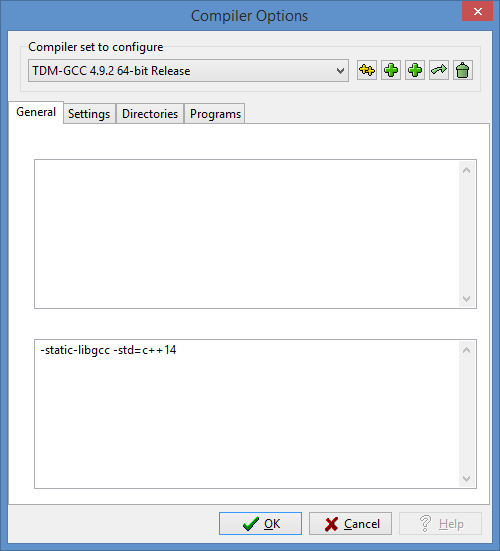 Compiler Options
Compiler set to configure
TDM-GCC 4.9.2 64-bit Release
General Settings Directories Programs
-static-libgcc -std=c++14
OK Cancel Help